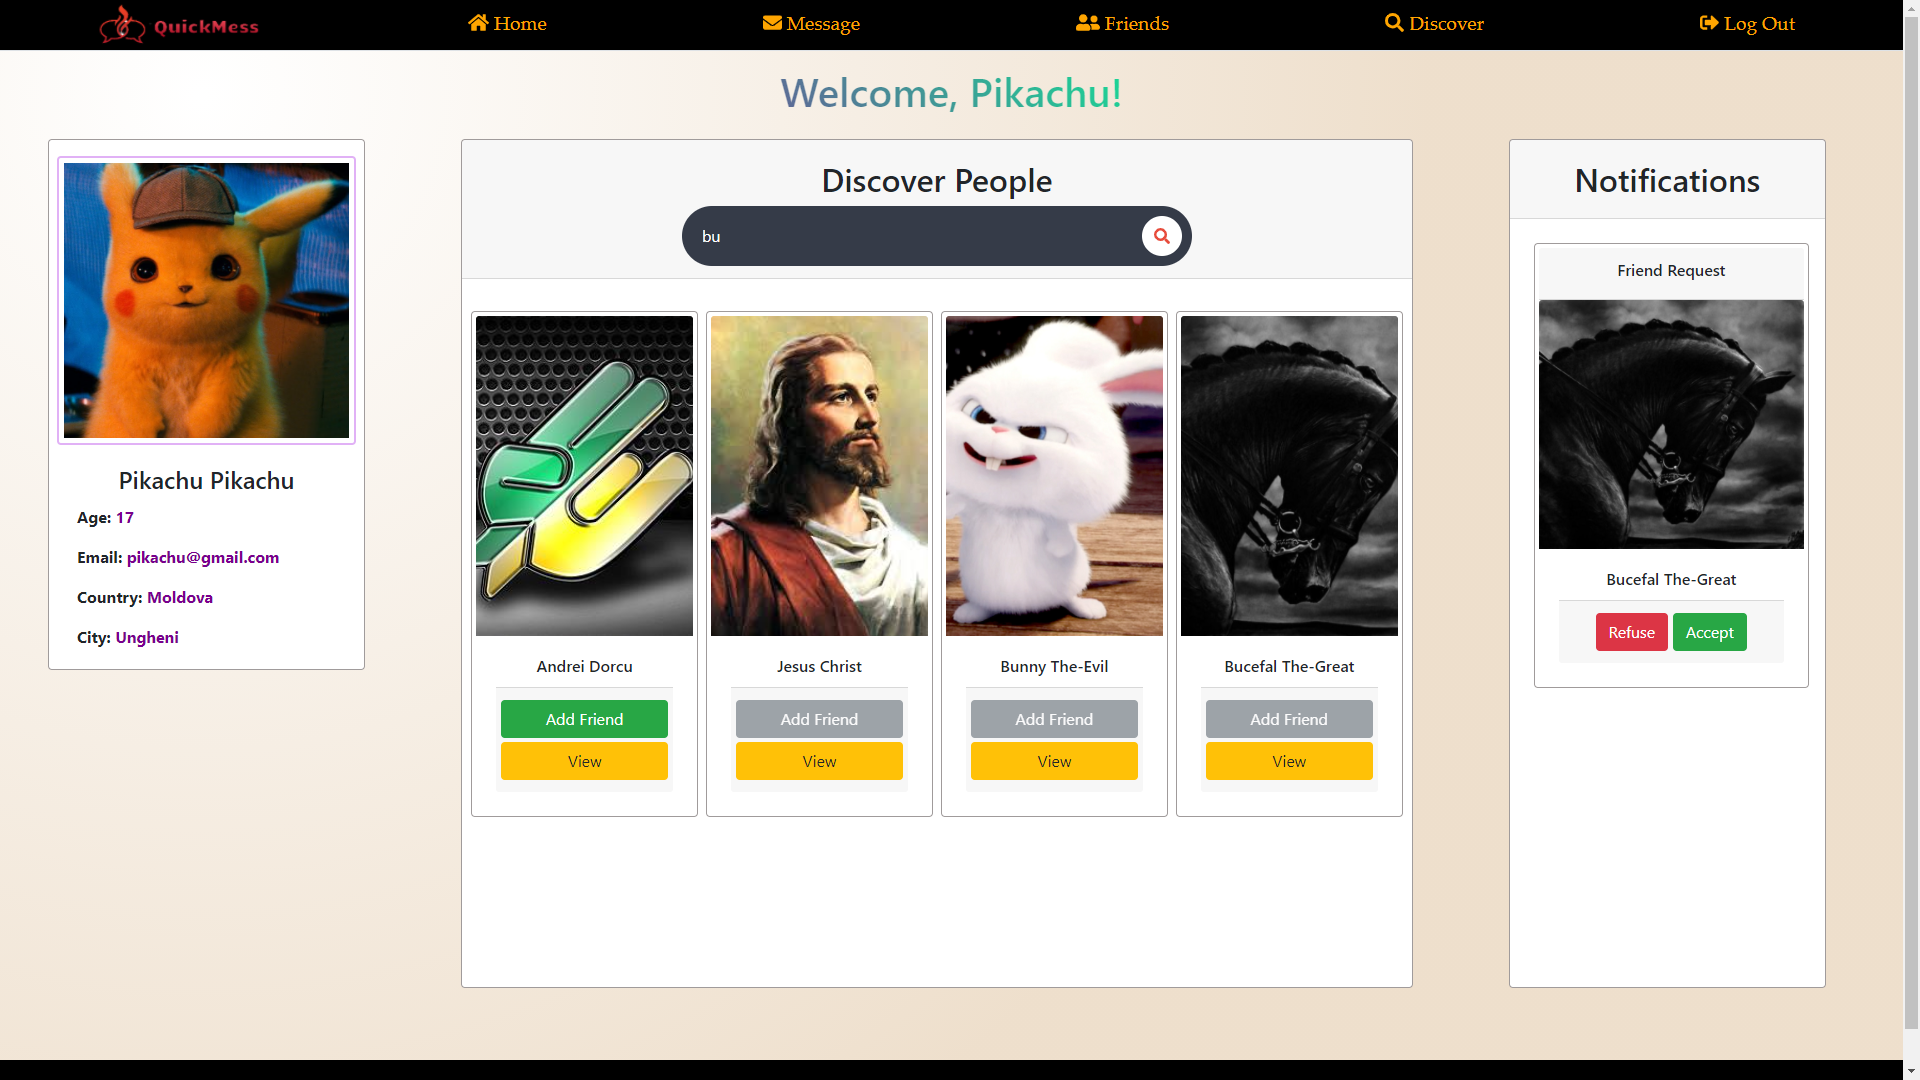 QuickMess
Home
Message
Friends
Discover
Log Out
Welcome, Pikachu!
Pikachu Pikachu
Age: 17
Email: pikachu@gmail.com
Country: Moldova
City: Ungheni
Discover People
bu
Andrei Dorcu
Add Friend
View
Jesus Christ
Add Friend
View
Bunny The-Evil
Add Friend
View
Bucefal The-Great
Add Friend
View
Notifications
Friend Request
Bucefal The-Great
Refuse
Accept